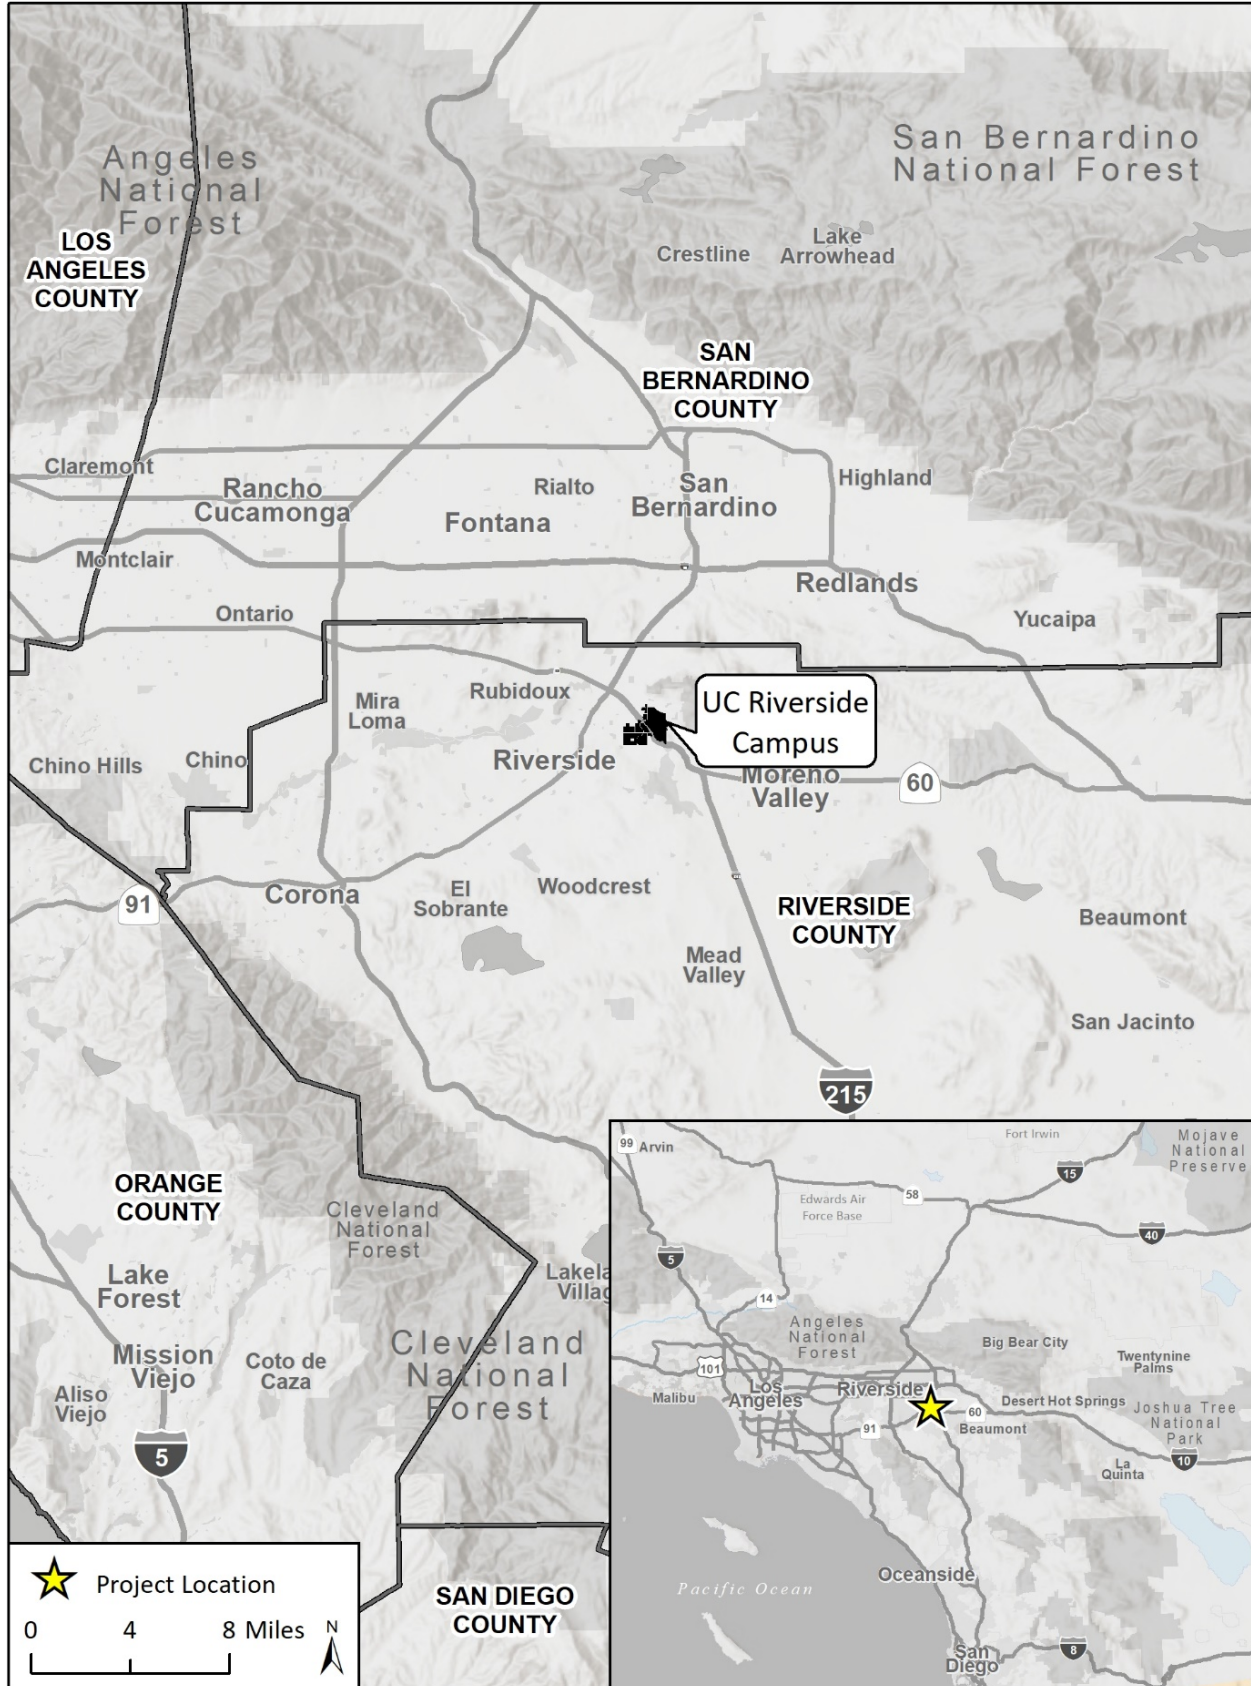 Angeles
National
Forest
San Bernardino
National Forest
LOS
ANGELES
COUNTY
Crestline
Lake
Arrowhead
SAN
BERNARDINO
COUNTY
Claremont
Rancho
Cucamonga
Rialto
San
Bernardino
Highland
Fontana
Montclair
Redlands
Ontario
Yucaipa
Rubidoux
Mira
Loma
UC Riverside
Campus
Chino Hills
Chino
Riverside
Moreno
Valley
60
91
Corona
El
Sobrante
Woodcrest
RIVERSIDE
COUNTY
Beaumont
Mead
Valley
San Jacinto
215
ORANGE
COUNTY
Cleveland
National
Forest
Lake
Forest
Mission
Viejo
Coto de
Caza
Aliso
Viejo
Cleveland
National
Forest
Lakela
Villag
5
SAN DIEGO
COUNTY
Project Location
0 4 8 Miles
N
99
Arvin
Fort Irwin
Mojave
National
Preserve
15
Edwards Air
Force Base
58
40
5
14
Angeles
National
Forest
Big Bear City
Twentynine
Palms
101
Malibu
Los
Angeles
Riverside
Desert Hot Springs
Joshua Tree
National
Park
60
91
Beaumont
La
Quinta
10
Oceanside
Pacific Ocean
San
Diego
8